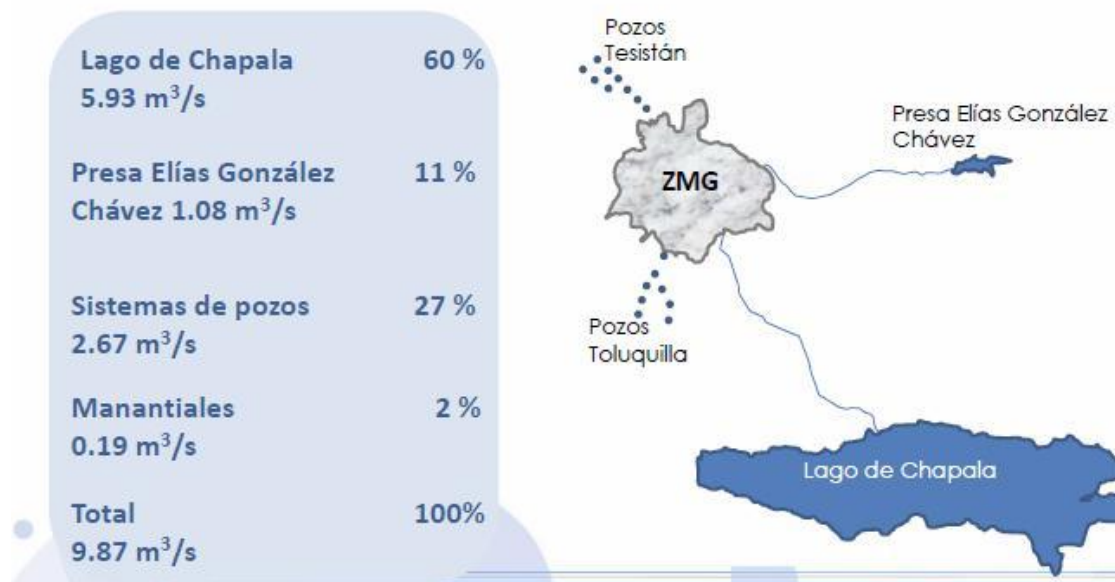 Lago de Chapala 60 %
5.93 m³/s
Presa Elías González 11 %
Chávez 1.08 m³/s
Sistemas de pozos 27 %
2.67 m³/s
Manantiales 2 %
0.19 m³/s
Total 100%
9.87 m³/s
Pozos
Tesistán
Presa Elías González
Chávez
ZMG
Pozos
Toluquilla
Lago de Chapala